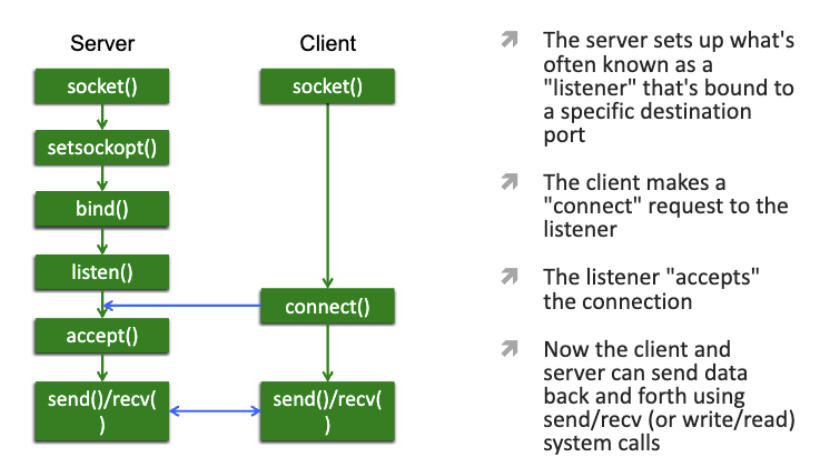 Server
socket()
setsockopt()
bind()
listen()
accept()
send()/recv(
)
Client
socket()
connect()
send()/recv(
)
The server sets up what's
often known as a
"listener" that's bound to
a specific destination
port
The client makes a
"connect" request to the
listener
The listener "accepts"
the connection
Now the client and
server can send data
back and forth using
send/recv (or write/read)
system calls